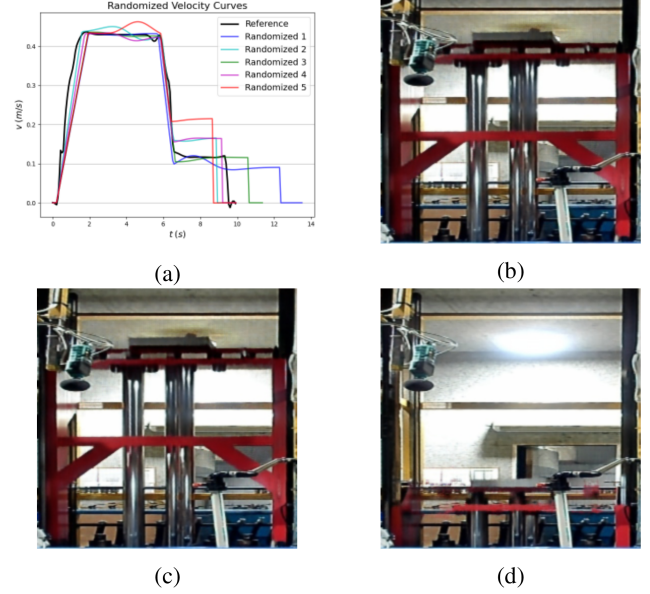 Randomized Velocity Curves
Reference
Randomized 1
Randomized 2
Randomized 3
Randomized 4
Randomized 5
v (m/s)
0.4
0.3
0.2
0.1
0.0
0 2 4 6 8 10 12 14
t (s)
(a)
(b)
(c)
(d)